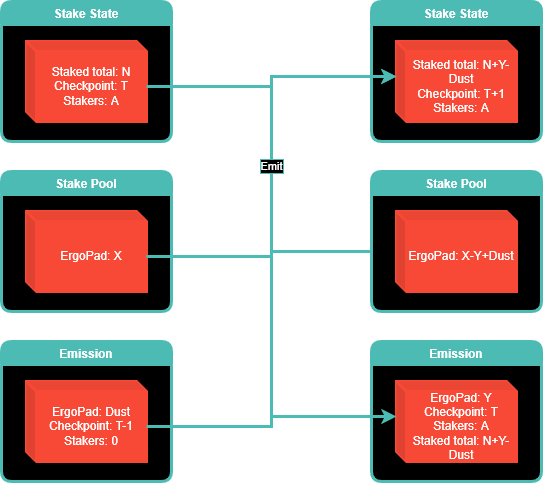 Stake State
Staked total: N
Checkpoint: T
Stakers: A
Stake State
Staked total: N+Y-
Dust
Checkpoint: T+1
Stakers: A
Emit
Stake Pool
ErgoPad: X
Stake Pool
ErgoPad: X-Y+Dust
Emission
ErgoPad: Dust
Checkpoint: T-1
Stakers: 0
Emission
ErgoPad: Y
Checkpoint: T
Stakers: A
Staked total: N+Y-
Dust